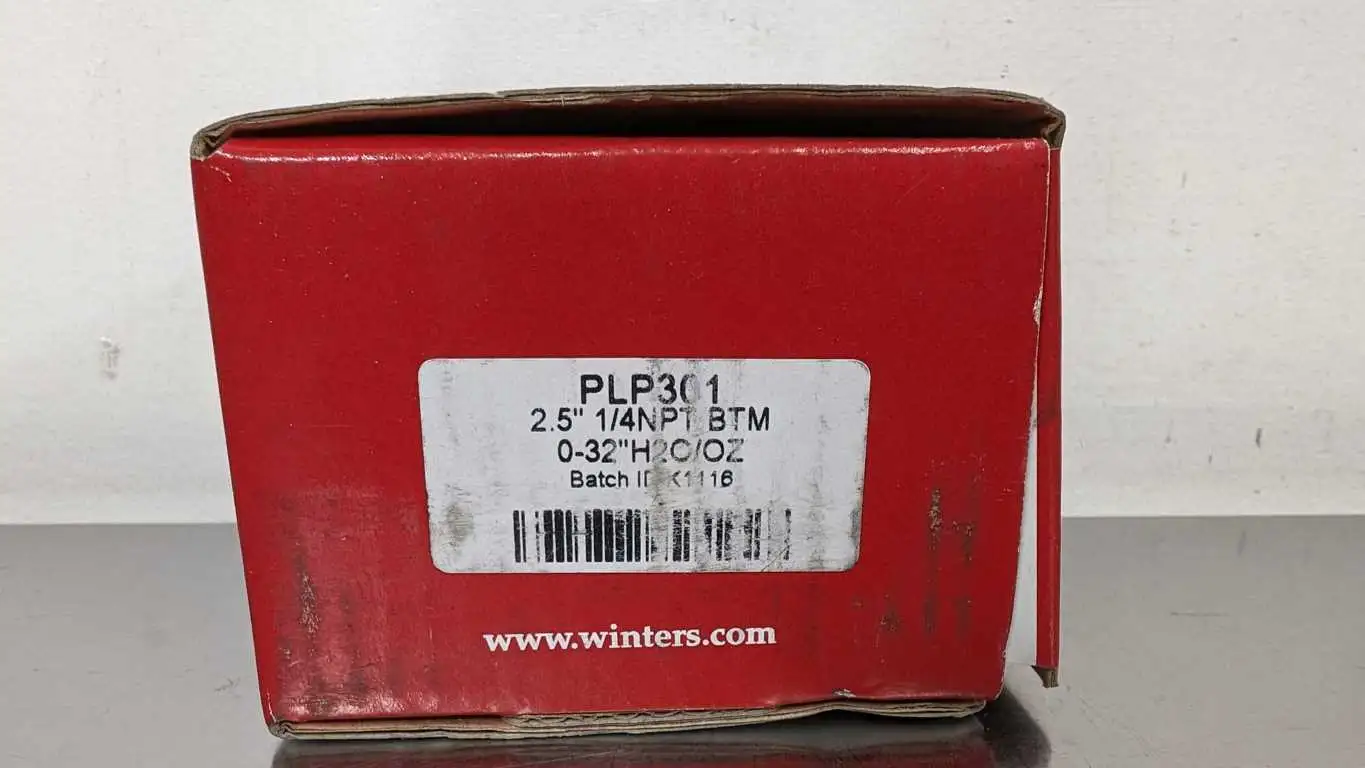 PLP301
2.5" 1/4NPT BTM
0-32"H2O/OZ
Batch ID K1116
www.winters.com